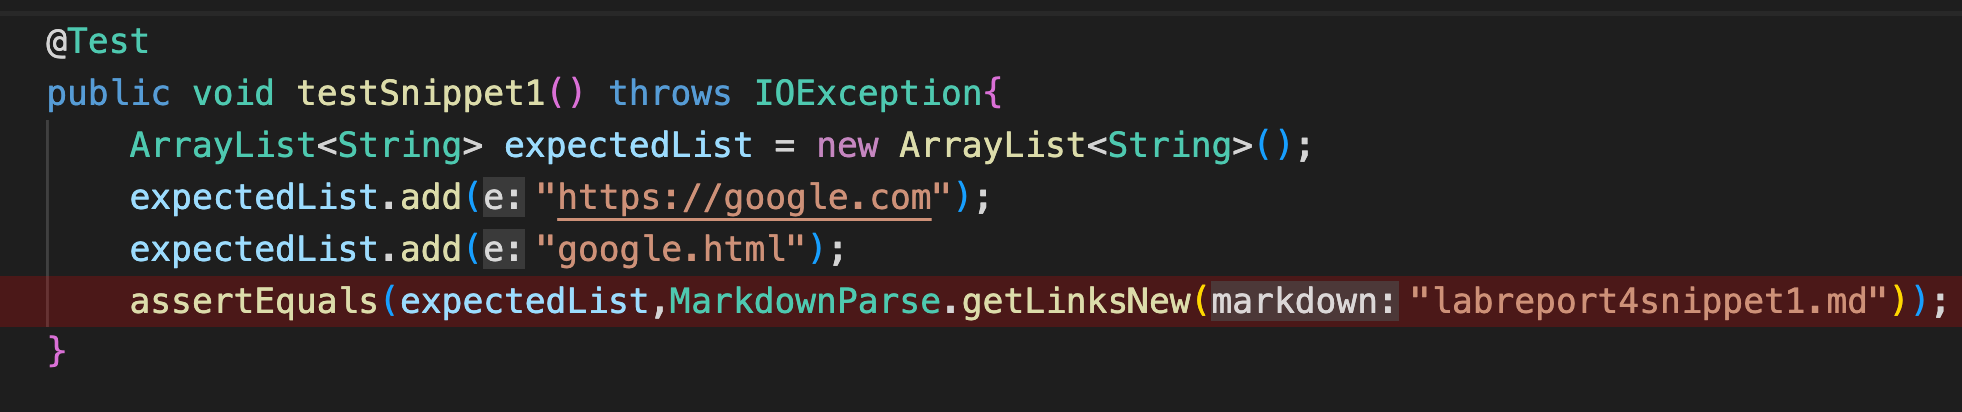 @Test
public void testSnippet1() throws IOException{
    ArrayList<String> expectedList = new ArrayList<String>();
    expectedList.add(e: "https://google.com");
    expectedList.add(e: "google.html");
    assertEquals(expectedList,MarkdownParse.getLinksNew(markdown: "labreport4snippet1.md"));
}